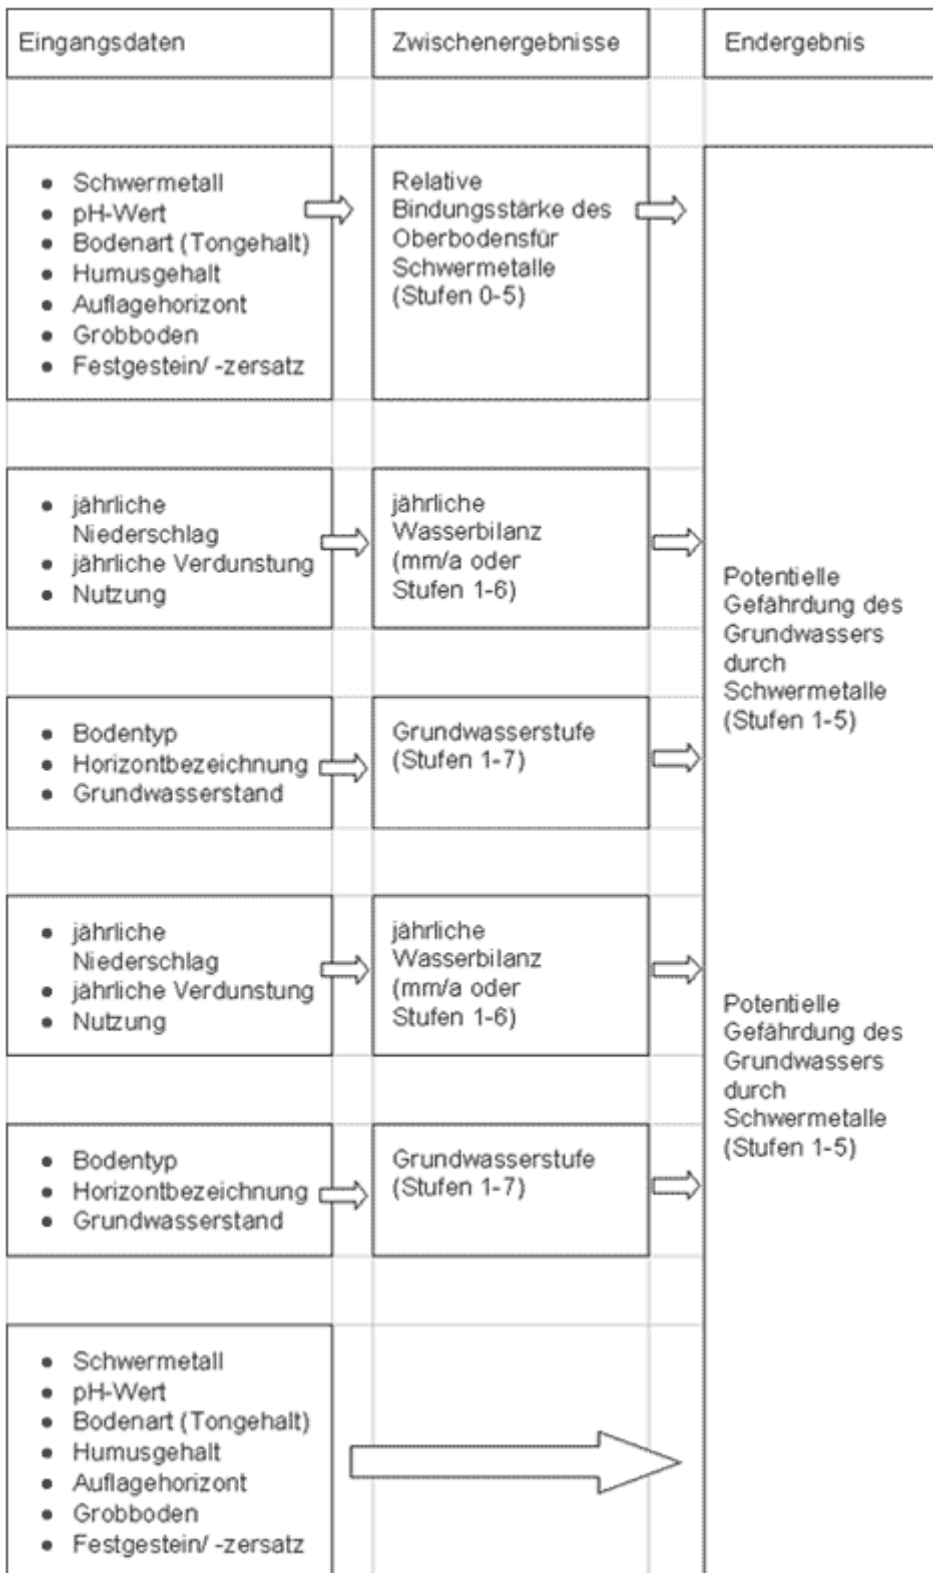 Eingangsdaten
Zwischenergebnisse
Endergebnis
Schwermetall
pH-Wert
Bodenart (Tongehalt)
Humusgehalt
Auflagehorizont
Grobboden
Festgestein/ -zersatz
Relative
Bindungsstärke des
Oberbodensfür
Schwermetalle
(Stufen 0-5)
jährliche
Niederschlag
jährliche Verdunstung
Nutzung
jährliche
Wasserbilanz
(mm/a oder
Stufen 1-6)
Potentielle
Gefährdung des
Grundwassers
durch
Schwermetalle
(Stufen 1-5)
Bodentyp
Horizontbezeichnung
Grundwasserstand
Grundwasserstufe
(Stufen 1-7)
jährliche
Niederschlag
jährliche Verdunstung
Nutzung
jährliche
Wasserbilanz
(mm/a oder
Stufen 1-6)
Potentielle
Gefährdung des
Grundwassers
durch
Schwermetalle
(Stufen 1-5)
Bodentyp
Horizontbezeichnung
Grundwasserstand
Grundwasserstufe
(Stufen 1-7)
Schwermetall
pH-Wert
Bodenart (Tongehalt)
Humusgehalt
Auflagehorizont
Grobboden
Festgestein/ -zersatz